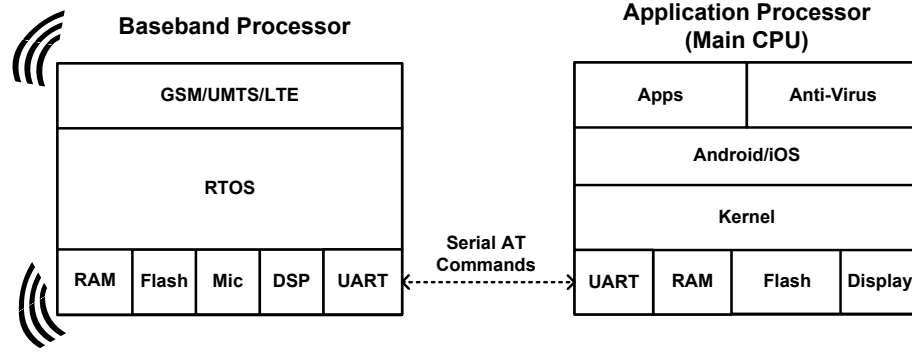 Baseband Processor
Application Processor
(Main CPU)
GSM/UMTS/LTE
RTOS
RAM
Flash
Mic
DSP
UART
Serial AT
Commands
Apps
Anti-Virus
Android/iOS
Kernel
UART
RAM
Flash
Display